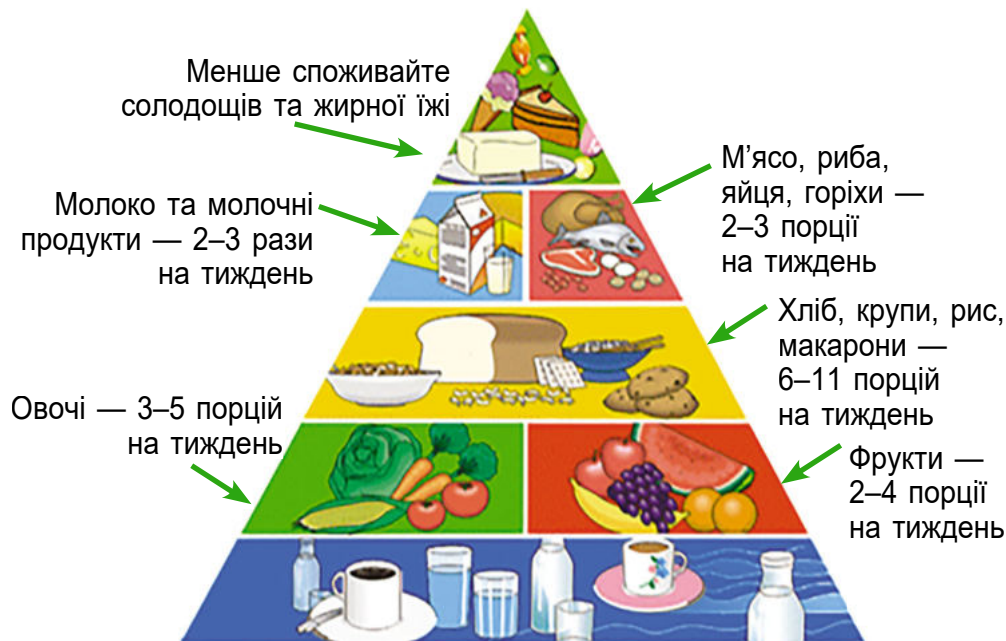 Менше споживайте
солодощів та жирної їжі
Молоко та молочні
продукти — 2–3 рази
на тиждень
М’ясо, риба,
яйця, горіхи —
2–3 порції
на тиждень
Хліб, крупи, рис,
макарони —
6–11 порцій
на тиждень
Овочі — 3–5 порцій
на тиждень
Фрукти —
2–4 порції
на тиждень